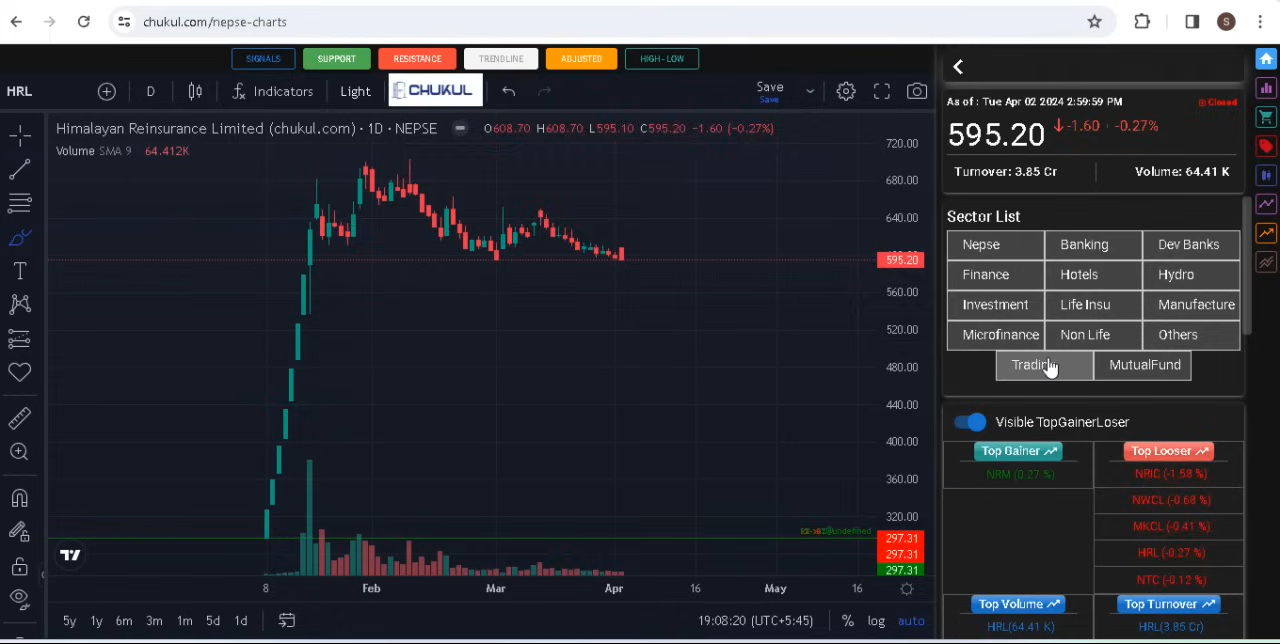 chukul.com/nepse-charts
S
SIGNALS SUPPORT RESISTANCE TRENDLINE ADJUSTED HIGH-LOW
HRL D Indicators Light CHUKUL Save
Save
Himalayan Reinsurance Limited (chukul.com) · 1D · NEPSE O608.70 H608.70 L595.10 C595.20 -1.60 (-0.27%)
Volume SMA 9 64.412K
720.00
680.00
640.00
595.20
560.00
520.00
480.00
440.00
400.00
360.00
320.00
297.31
297.31
297.31
8 Feb Mar Apr 16 May 16
5y 1y 6m 3m 1m 5d 1d 19:08:20 (UTC+5:45) % log auto
As of : Tue Apr 02 2024 2:59:59 PM Closed
595.20 -1.60 -0.27%
Turnover: 3.85 Cr Volume: 64.41 K
Sector List
Nepse Banking Dev Banks
Finance Hotels Hydro
Investment Life Insu Manufacture
Microfinance Non Life Others
MutualFund
Visible TopGainerLoser
Top Gainer Top Looser
NRM (0.27 %) NRIC (-1.58 %)
NWCL (-0.68 %)
MKCL (-0.41 %)
HRL (-0.27 %)
NTC (-0.12 %)
Top Volume Top Turnover
HRL(64.41 K) HRL(3.85 Cr)